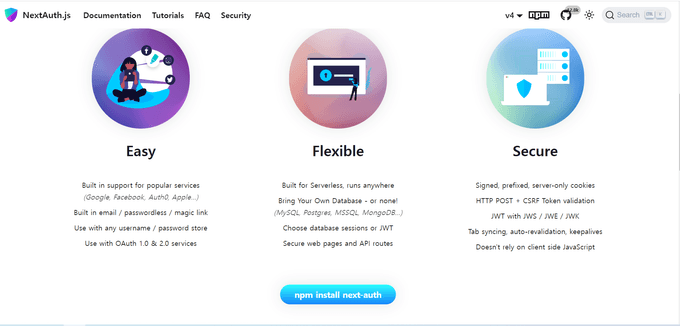 NextAuth.js Documentation Tutorials FAQ Security v4 npm Search
Easy
Built in support for popular services
(Google, Facebook, Auth0, Apple...)
Built in email / passwordless / magic link
Use with any username / password store
Use with OAuth 1.0 & 2.0 services
Flexible
Built for Serverless, runs anywhere
Bring Your Own Database - or none!
(MySQL, Postgres, MSSQL, MongoDB...)
Choose database sessions or JWT
Secure web pages and API routes
Secure
Signed, prefixed, server-only cookies
HTTP POST + CSRF Token validation
JWT with JWS / JWE / JWK
Tab syncing, auto-revalidation, keepalives
Doesn't rely on client side JavaScript
npm install next-auth